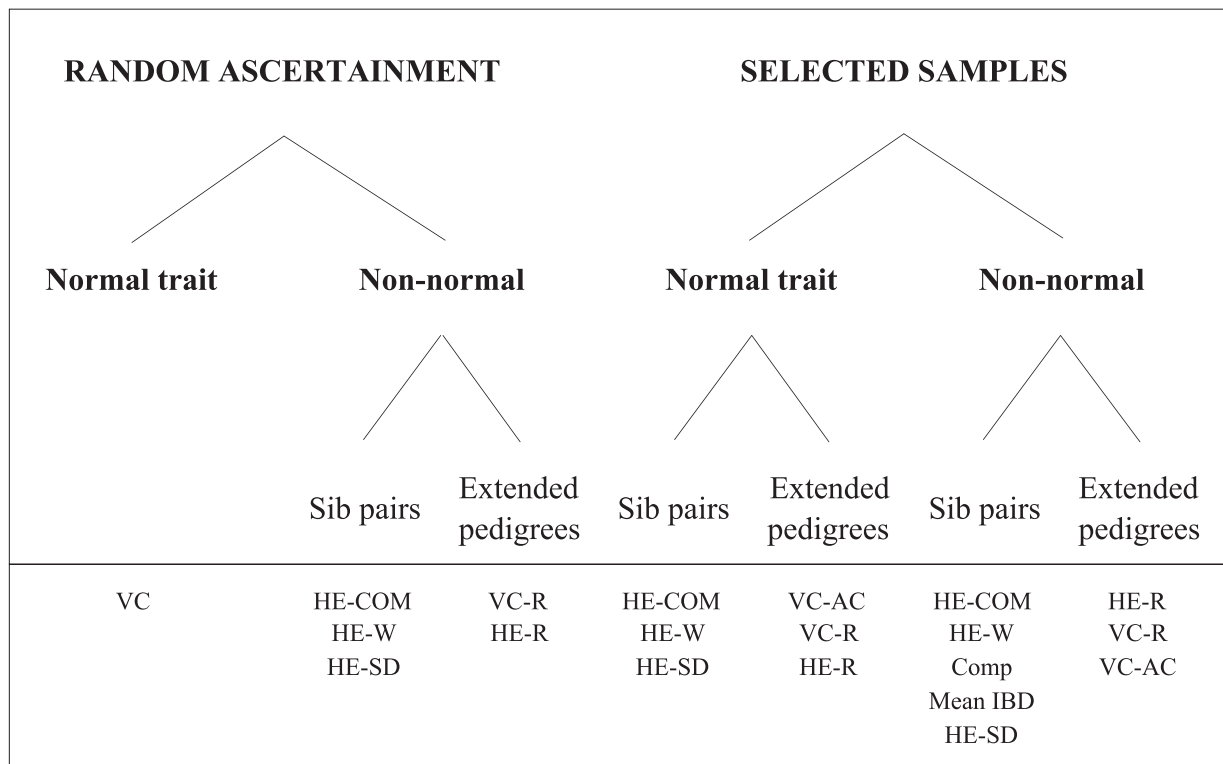 RANDOM ASCERTAINMENT
SELECTED SAMPLES
Normal trait
Non-normal
Normal trait
Non-normal
Sib pairs
Extended
pedigrees
Sib pairs
Extended
pedigrees
Sib pairs
Extended
pedigrees
VC
HE-COM
HE-W
HE-SD
VC-R
HE-R
HE-COM
HE-W
HE-SD
VC-AC
VC-R
HE-R
HE-COM
HE-W
Comp
Mean IBD
HE-SD
HE-R
VC-R
VC-AC